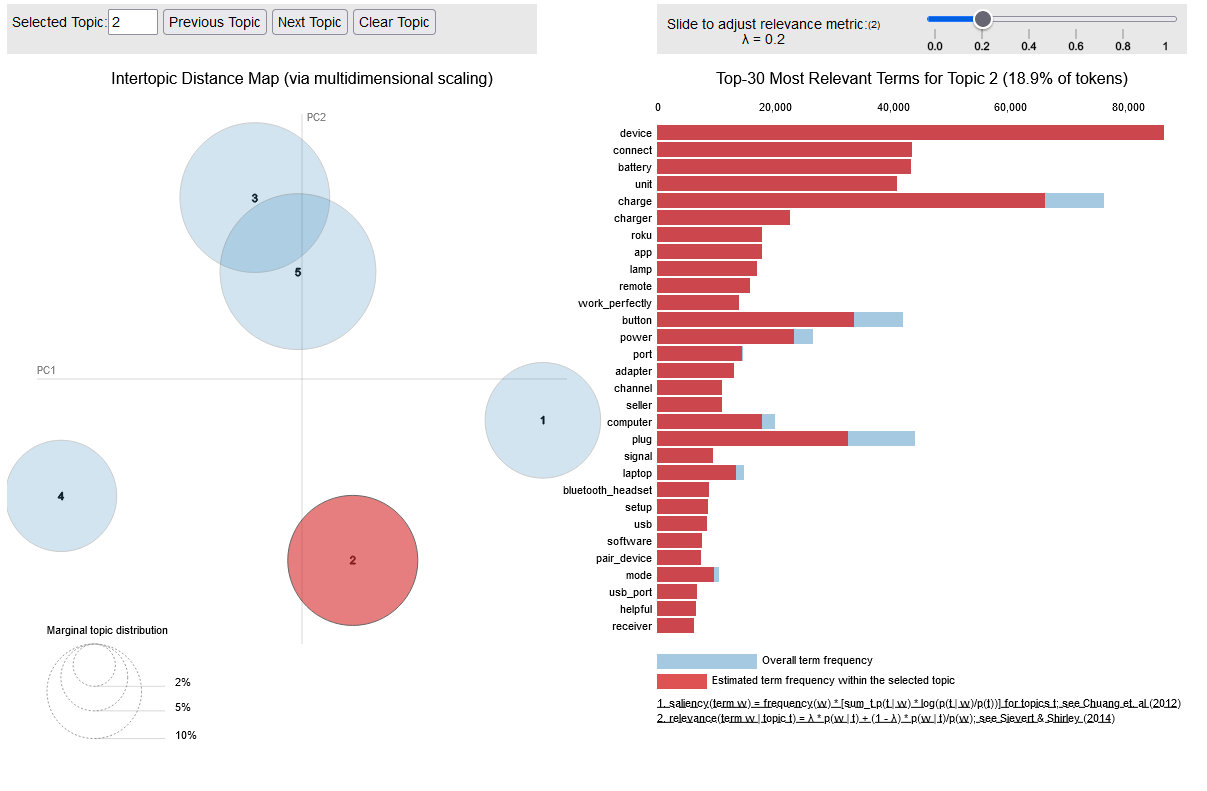 Selected Topic: 2 Previous Topic Next Topic Clear Topic
Slide to adjust relevance metric:(2)
λ = 0.2
0.0 0.2 0.4 0.6 0.8 1
Intertopic Distance Map (via multidimensional scaling)
PC2
3
5
PC1
1
4
2
Marginal topic distribution
2%
5%
10%
Top-30 Most Relevant Terms for Topic 2 (18.9% of tokens)
0 20,000 40,000 60,000 80,000
device
connect
battery
unit
charge
charger
roku
app
lamp
remote
work_perfectly
button
power
port
adapter
channel
seller
computer
plug
signal
laptop
bluetooth_headset
setup
usb
software
pair_device
mode
usb_port
helpful
receiver
Overall term frequency
Estimated term frequency within the selected topic
1. saliency(term w) = frequency(w) * [sum_t p(t | w) * log(p(t | w)/p(t))] for topics t; see Chuang et. al (2012)
2. relevance(term w | topic t) = λ * p(w | t) + (1 - λ) * p(w | t)/p(w); see Sievert & Shirley (2014)